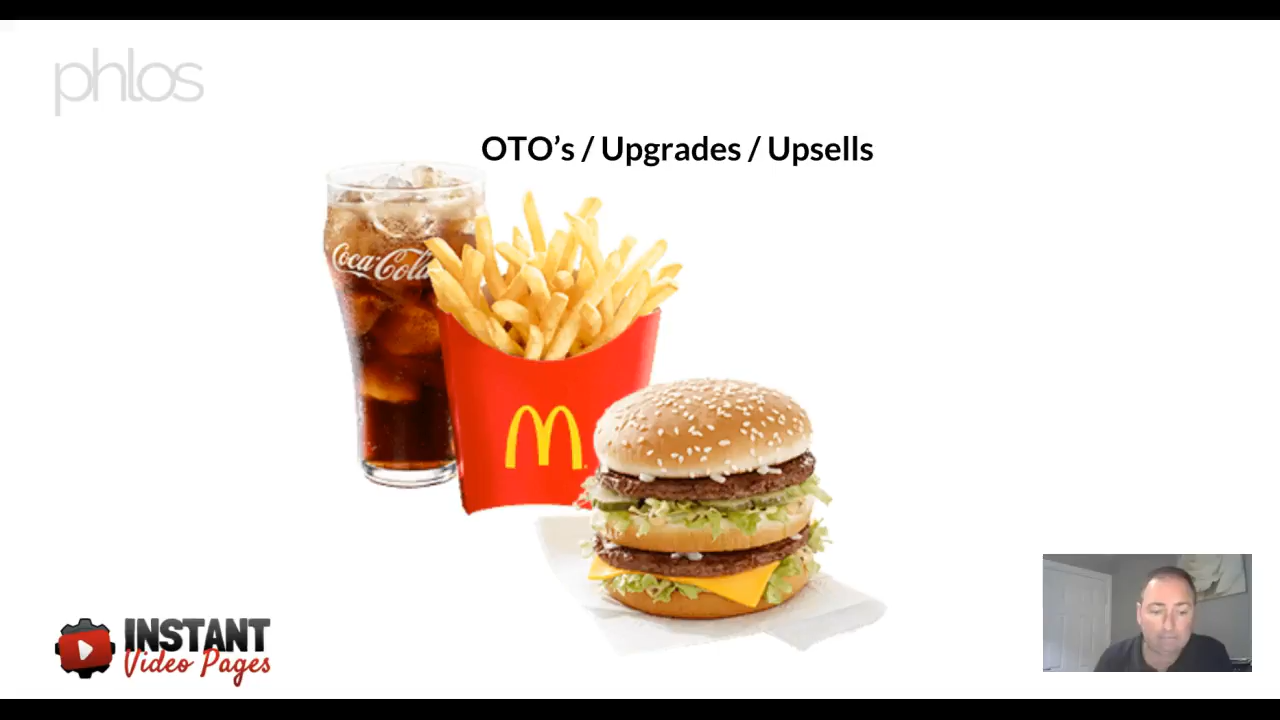 phlos
OTO’s / Upgrades / Upsells
Coca-Cola
M
INSTANT
Video Pages